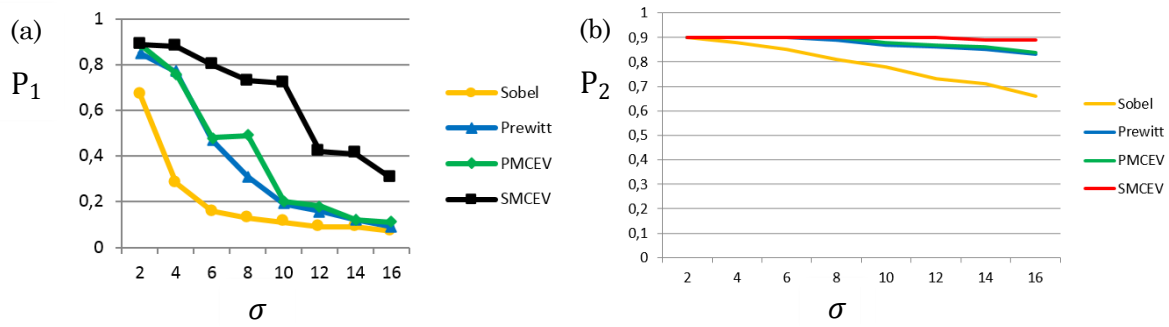 (a)
P₁
1
0,8
0,6
0,4
0,2
0
2 4 6 8 10 12 14 16
σ
Sobel
Prewitt
PMCEV
SMCEV
(b)
P₂
1
0,9
0,8
0,7
0,6
0,5
0,4
0,3
0,2
0,1
0
2 4 6 8 10 12 14 16
σ
Sobel
Prewitt
PMCEV
SMCEV